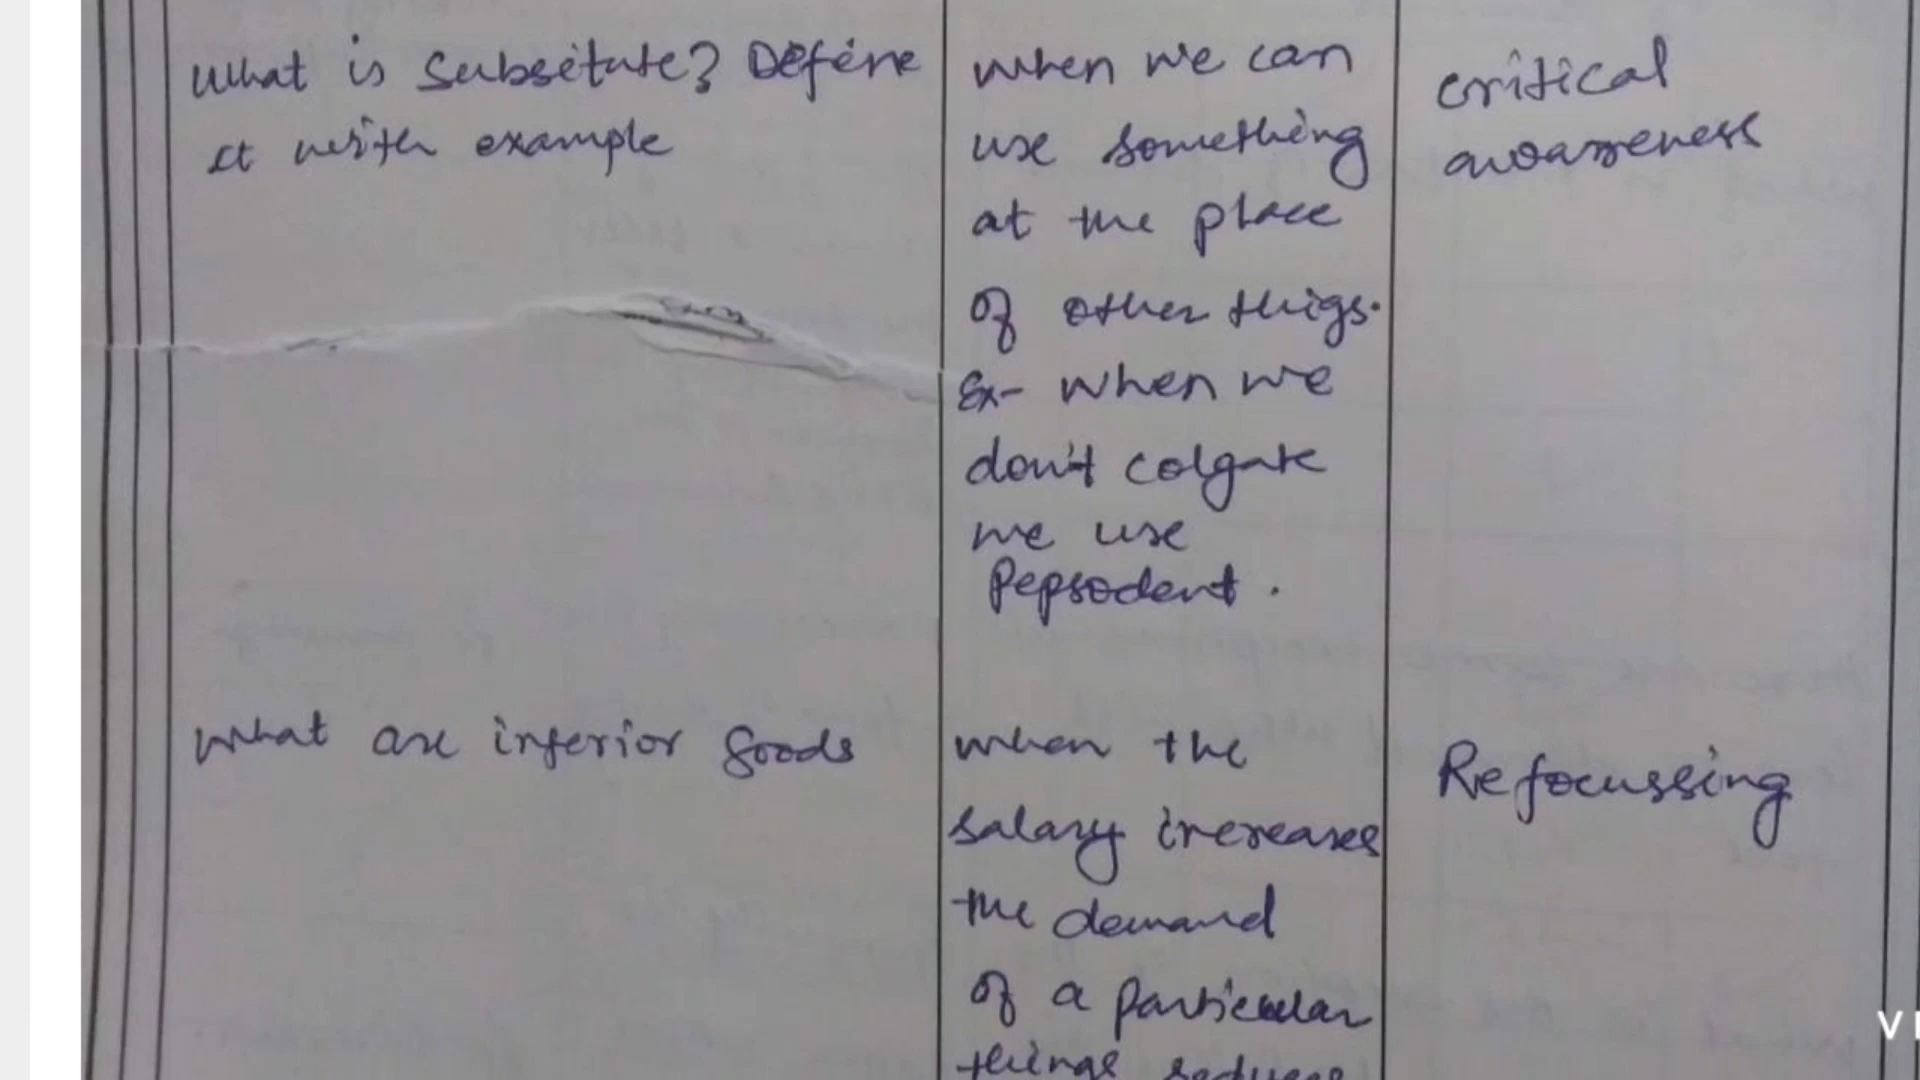 What is Subsitute? Define
it with example
when we can
use something
at the place
of other thigs.
Ex- when we
don't colgate
we use
Pepsodent.
critical
awareness
What are inferior goods
when the
salary increases
the demand
of a particular
things reduces
Refocussing